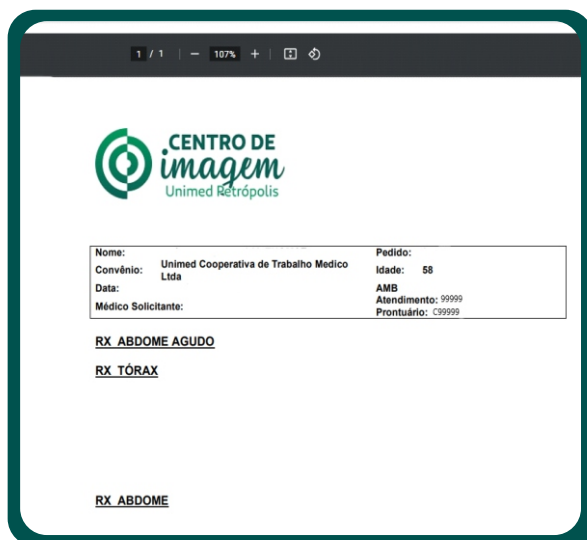 1 / 1 | − 107% + |
CENTRO DE
imagem
Unimed Petrópolis
Nome: Pedido:
Convênio: Unimed Cooperativa de Trabalho Medico Ltda Idade: 58
Data: AMB
Atendimento: 99999
Médico Solicitante:
Prontuário: C99999
RX ABDOME AGUDO
RX TÓRAX
RX ABDOME